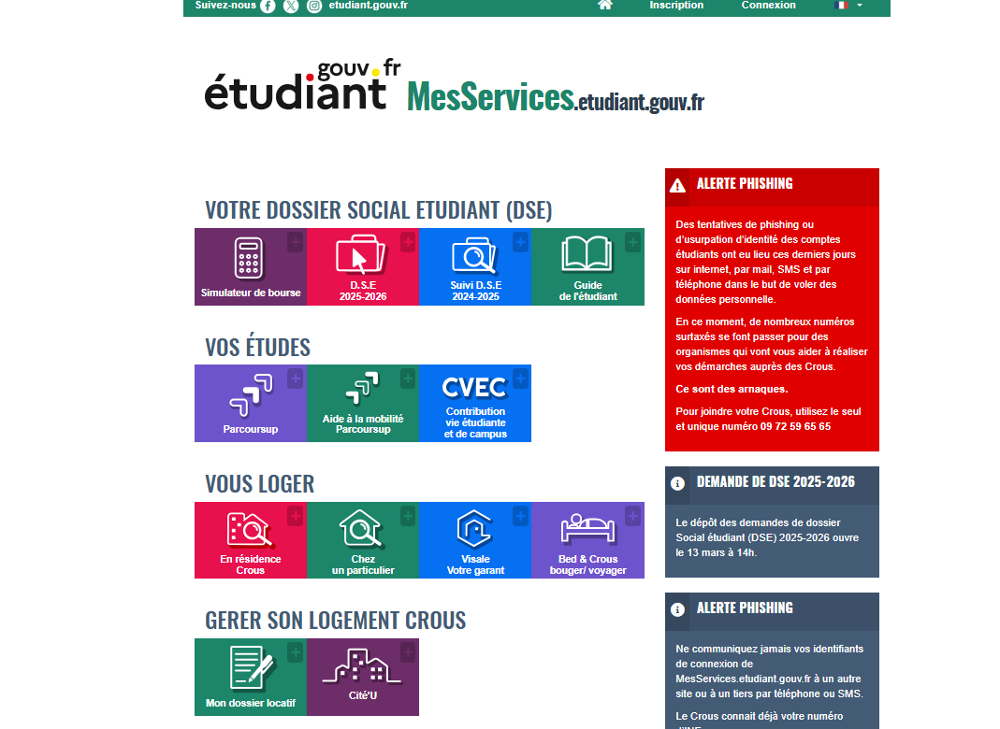 Suivez-nous etudiant.gouv.fr Inscription Connexion
gouv.fr
étudiant
MesServices.etudiant.gouv.fr
VOTRE DOSSIER SOCIAL ETUDIANT (DSE)
Simulateur de bourse
D.S.E
2025-2026
Suivi D.S.E
2024-2025
Guide
de l'étudiant
VOS ÉTUDES
Parcoursup
Aide à la mobilité
Parcoursup
CVEC
Contribution
vie étudiante
et de campus
VOUS LOGER
En résidence
Crous
Chez
un particulier
Visale
Votre garant
Bed & Crous
bouger/ voyager
GERER SON LOGEMENT CROUS
Mon dossier locatif
Cité'U
ALERTE PHISHING
Des tentatives de phishing ou
d'usurpation d'identité des comptes
étudiants ont eu lieu ces derniers jours
sur internet, par mail, SMS et par
téléphone dans le but de voler des
données personnelle.
En ce moment, de nombreux numéros
surtaxés se font passer pour des
organismes qui vont vous aider à réaliser
vos démarches auprès des Crous.
Ce sont des arnaques.
Pour joindre votre Crous, utilisez le seul
et unique numéro 09 72 59 65 65
DEMANDE DE DSE 2025-2026
Le dépôt des demandes de dossier
Social étudiant (DSE) 2025-2026 ouvre
le 13 mars à 14h.
ALERTE PHISHING
Ne communiquez jamais vos identifiants
de connexion de
MesServices.etudiant.gouv.fr à un autre
site ou à un tiers par téléphone ou SMS.
Le Crous connait déjà votre numéro